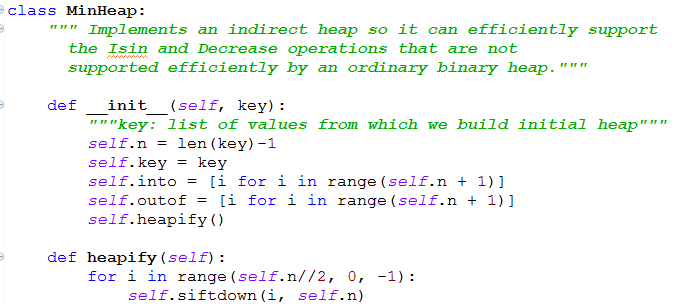 class MinHeap:
    """ Implements an indirect heap so it can efficiently support
      the Isin and Decrease operations that are not
      supported efficiently by an ordinary binary heap."""
    def __init__(self, key):
        """key: list of values from which we build initial heap"""
        self.n = len(key)-1
        self.key = key
        self.into = [i for i in range(self.n + 1)]
        self.outof = [i for i in range(self.n + 1)]
        self.heapify()
    def heapify(self):
        for i in range(self.n//2, 0, -1):
            self.siftdown(i, self.n)